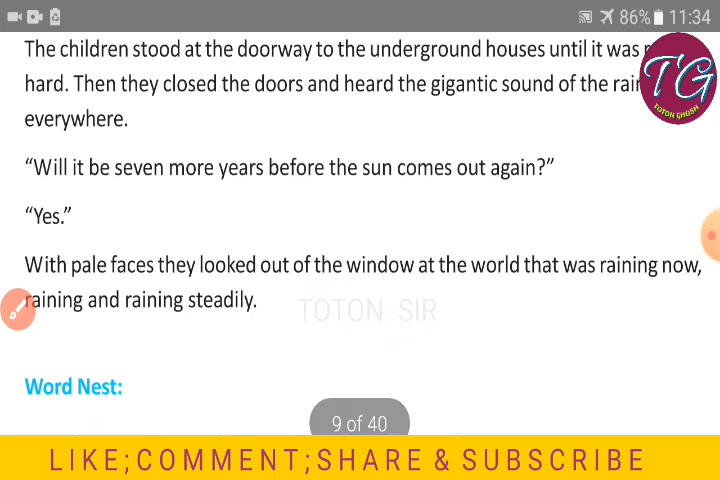 86% 11:34
The children stood at the doorway to the underground houses until it was
hard. Then they closed the doors and heard the gigantic sound of the rain
everywhere.
TG
TOTON GHOSH
“Will it be seven more years before the sun comes out again?”
“Yes.”
With pale faces they looked out of the window at the world that was raining now,
raining and raining steadily.
TOTON SIR
Word Nest:
9 of 40
LIKE;COMMENT;SHARE & SUBSCRIBE